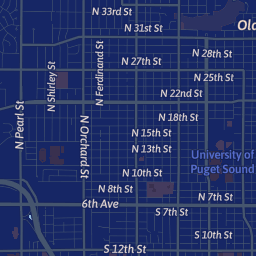 N 33rd St
N 31st St
Old
N 28th St
N 27th St
N 25th St
N 22nd St
N 18th St
N 15th St
N 13th St
University of
Puget Sound
N 10th St
N 8th St
N 7th St
6th Ave
S 7th St
S 10th St
S 12th St
N Pearl St
N Shirley St
N Ferdinand St
N Orchard St